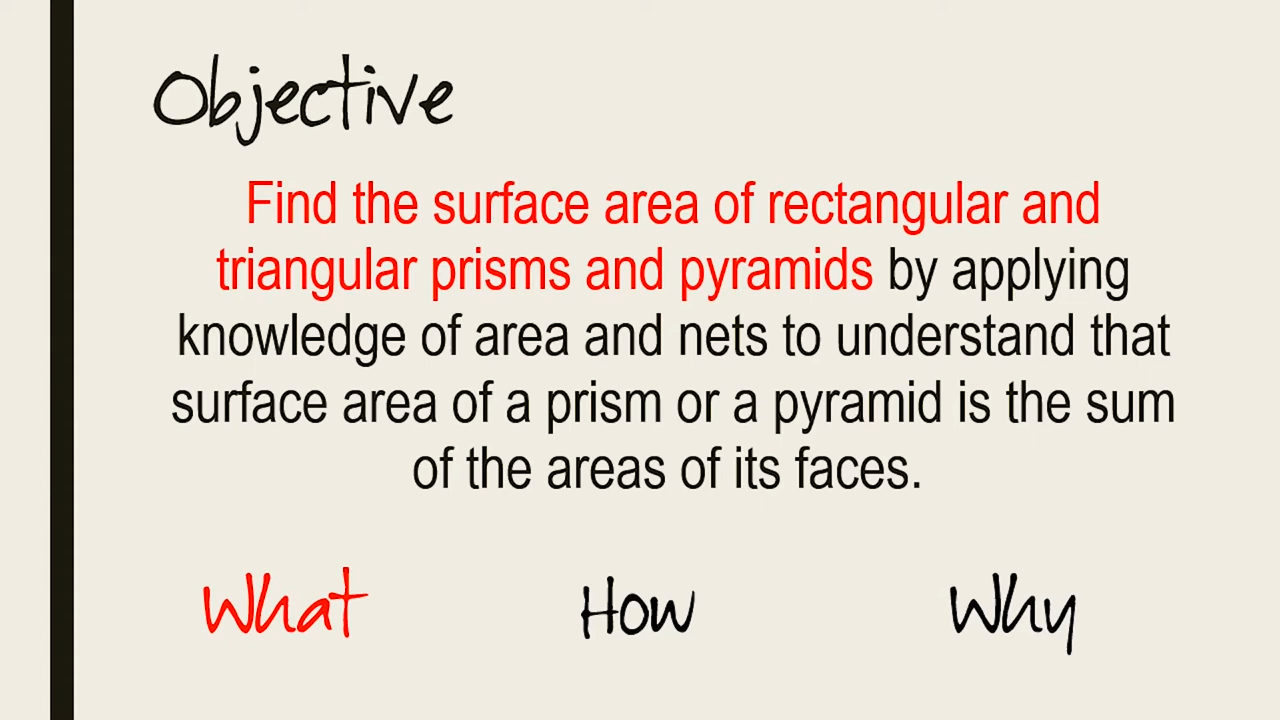 Objective
Find the surface area of rectangular and
triangular prisms and pyramids by applying
knowledge of area and nets to understand that
surface area of a prism or a pyramid is the sum
of the areas of its faces.
What How Why